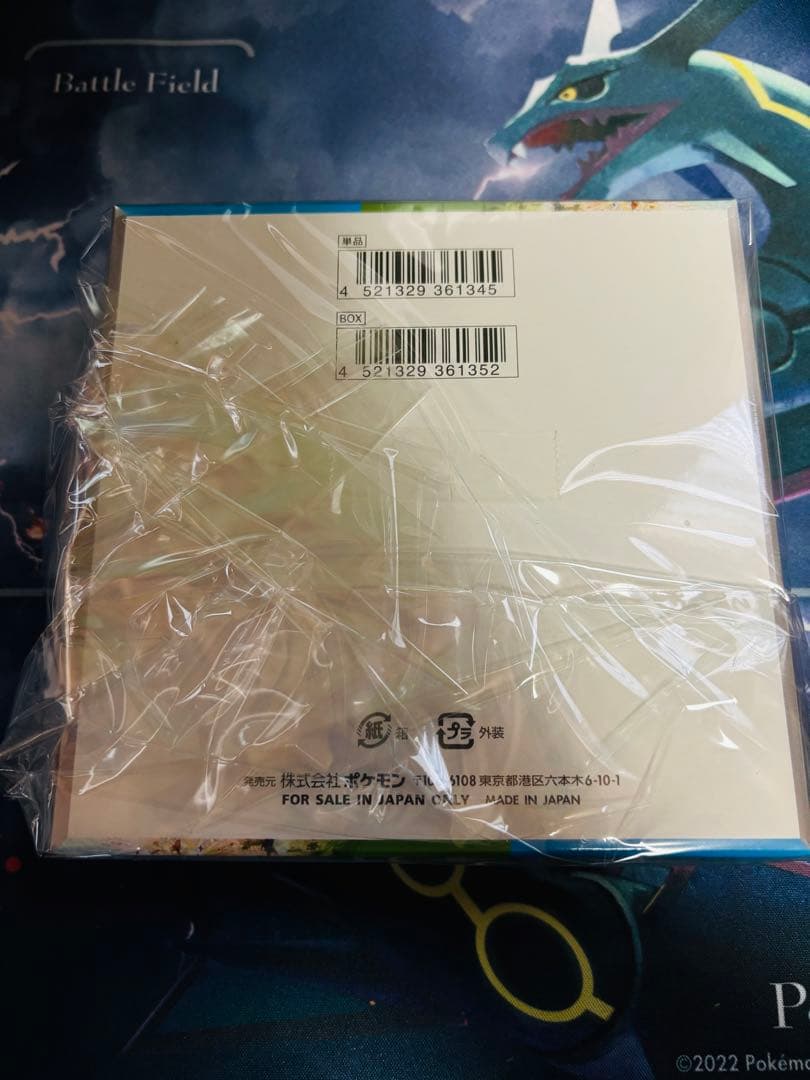 Battle Field
単品
4 521329 361345
BOX
4 521329 361352
紙 箱 プラ 外装
発売元 株式会社ポケモン 東京都港区六本木6-10-1
FOR SALE IN JAPAN ONLY MADE IN JAPAN
©2022 Pokémo